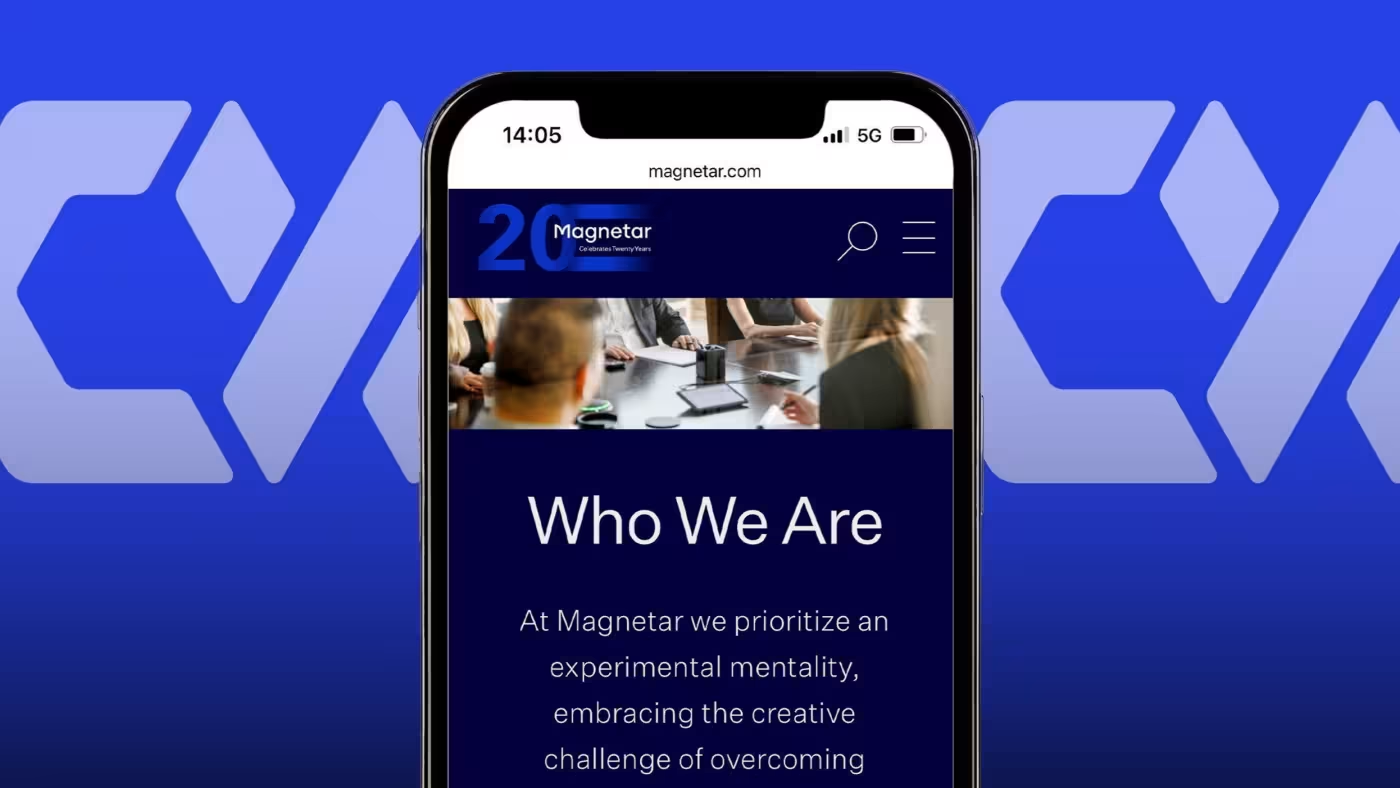 14:05 5G
magnetar.com
20 Magnetar
Celebrates Twenty Years
Who We Are
At Magnetar we prioritize an
experimental mentality,
embracing the creative
challenge of overcoming